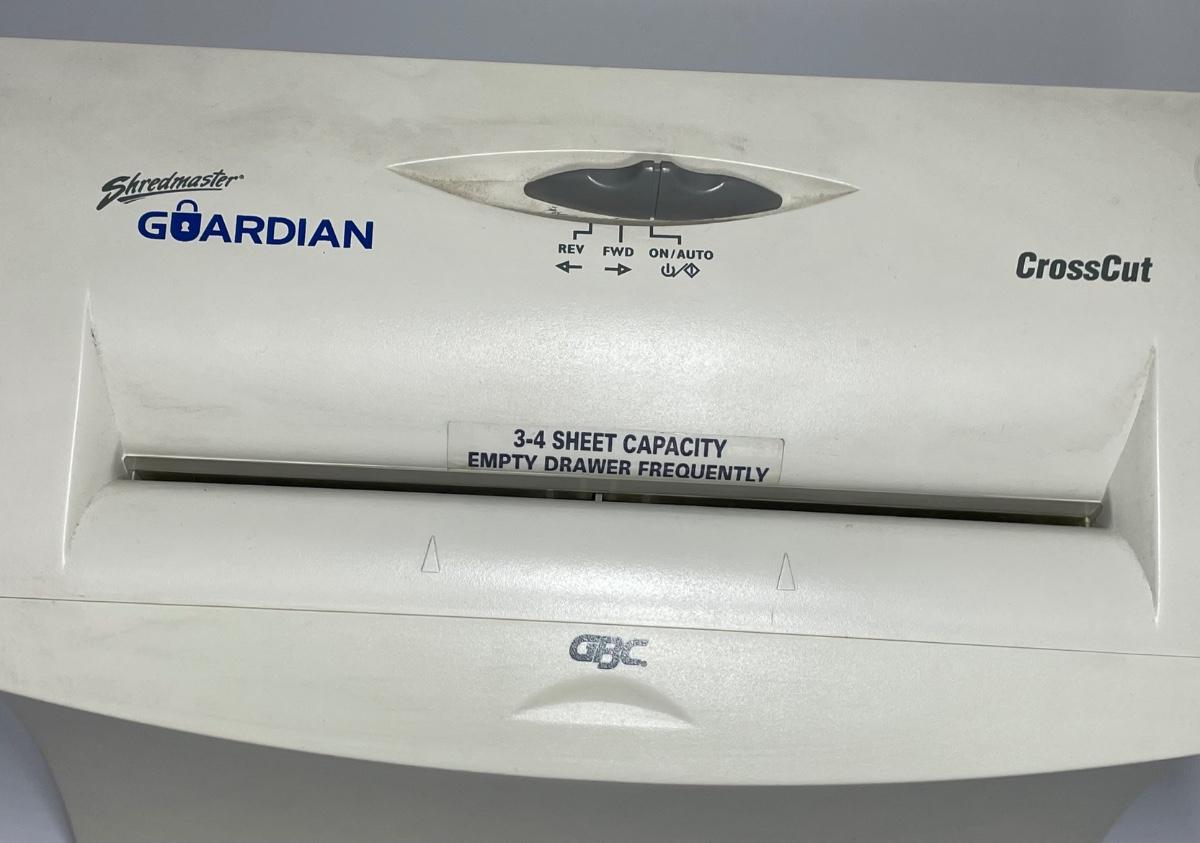 Shredmaster
GUARDIAN
REV FWD ON/AUTO
CrossCut
3-4 SHEET CAPACITY
EMPTY DRAWER FREQUENTLY
GBC